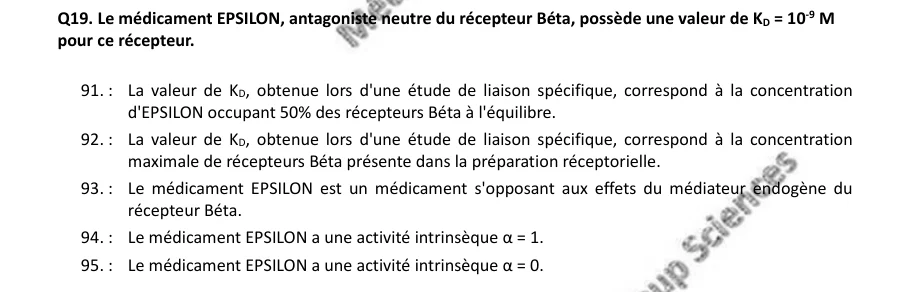 Q19. Le médicament EPSILON, antagoniste neutre du récepteur Béta, possède une valeur de KD = 10-9 M
pour ce récepteur.
91. : La valeur de KD, obtenue lors d'une étude de liaison spécifique, correspond à la concentration
d'EPSILON occupant 50% des récepteurs Béta à l'équilibre.
92. : La valeur de KD, obtenue lors d'une étude de liaison spécifique, correspond à la concentration
maximale de récepteurs Béta présente dans la préparation réceptorielle.
93. : Le médicament EPSILON est un médicament s'opposant aux effets du médiateur endogène du
récepteur Béta.
94. : Le médicament EPSILON a une activité intrinsèque α = 1.
95. : Le médicament EPSILON a une activité intrinsèque α = 0.
Sciences